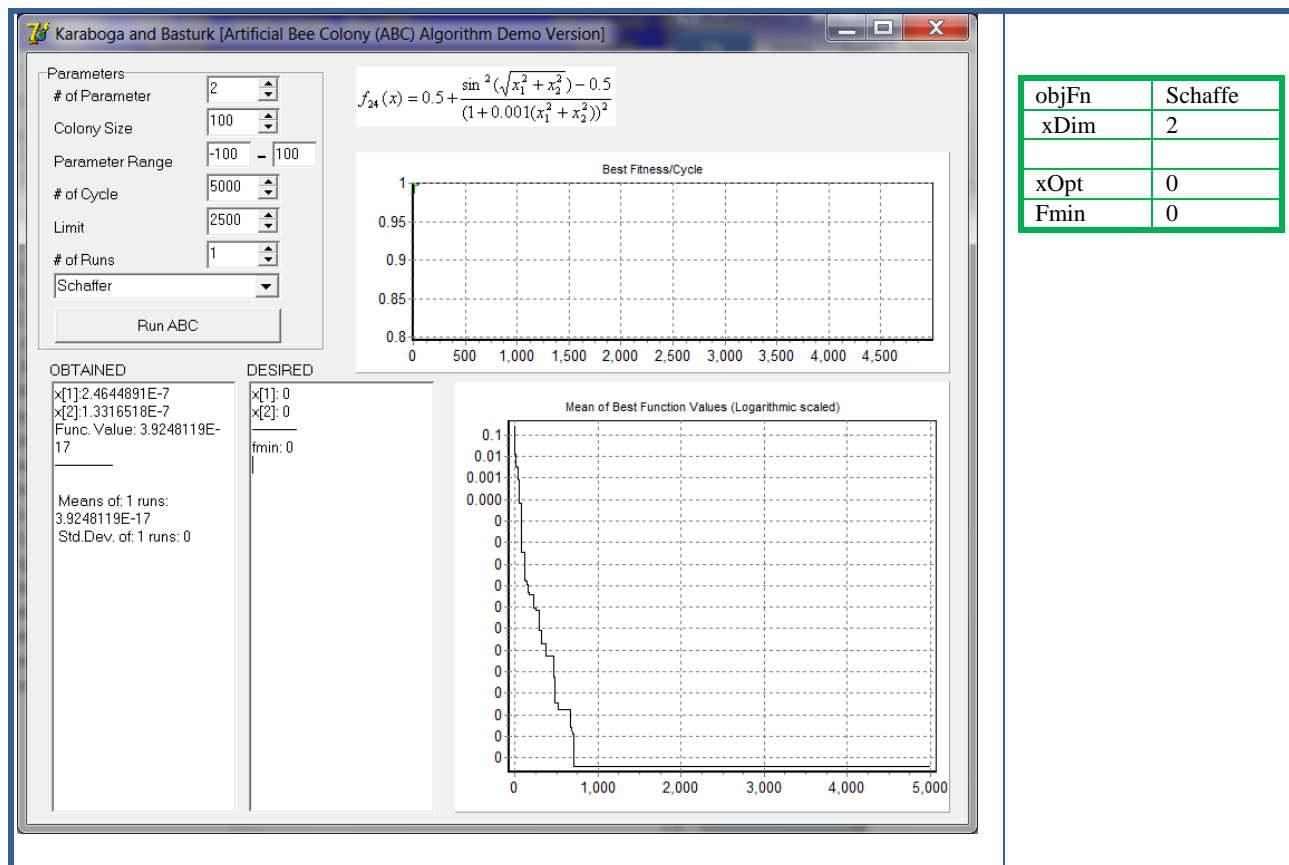 Karaboga and Basturk [Artificial Bee Colony (ABC) Algorithm Demo Version]
Parameters
# of Parameter 2
Colony Size 100
Parameter Range -100 – 100
# of Cycle 5000
Limit 2500
# of Runs 1
Schaffer
Run ABC
f₂₄(x) = 0.5 + (sin²(√(x₁² + x₂²)) − 0.5) / (1 + 0.001(x₁² + x₂²))²
Best Fitness/Cycle
1
0.95
0.9
0.85
0.8
0 500 1,000 1,500 2,000 2,500 3,000 3,500 4,000 4,500
OBTAINED
x[1]:2.4644891E-7
x[2]:1.3316518E-7
Func. Value: 3.9248119E-
17
Means of: 1 runs:
3.9248119E-17
Std.Dev. of: 1 runs: 0
DESIRED
x[1]: 0
x[2]: 0
fmin: 0
Mean of Best Function Values (Logarithmic scaled)
0.1
0.01
0.001
0.000
0
0
0
0
0
0
0
0
0
0
0
0
0 1,000 2,000 3,000 4,000 5,000
objFn Schaffe
xDim 2
xOpt 0
Fmin 0